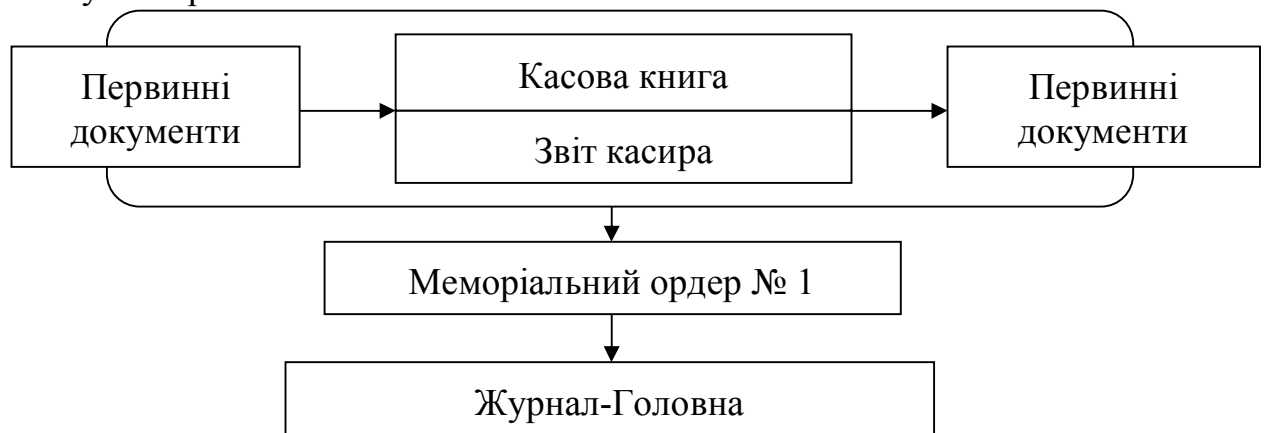 Первинні
документи
Касова книга
Звіт касира
Первинні
документи
Меморіальний ордер № 1
Журнал-Головна